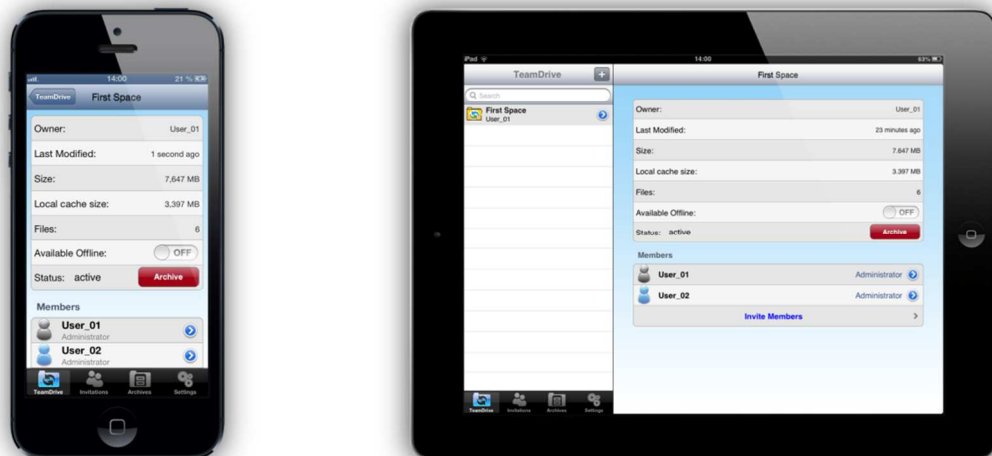 14:00
21 %
TeamDrive
First Space
Owner: User_01
Last Modified: 1 second ago
Size: 7,647 MB
Local cache size: 3,397 MB
Files: 6
Available Offline: OFF
Status: active Archive
Members
User_01
Administrator
User_02
Administrator
TeamDrive Invitations Archives Settings
iPad 14:00 63%
TeamDrive +
First Space
Search
First Space
User_01
Owner: User_01
Last Modified: 23 minutes ago
Size: 7.647 MB
Local cache size: 3.397 MB
Files: 6
Available Offline: OFF
Status: active Archive
Members
User_01 Administrator
User_02 Administrator
Invite Members
TeamDrive Invitations Archives Settings